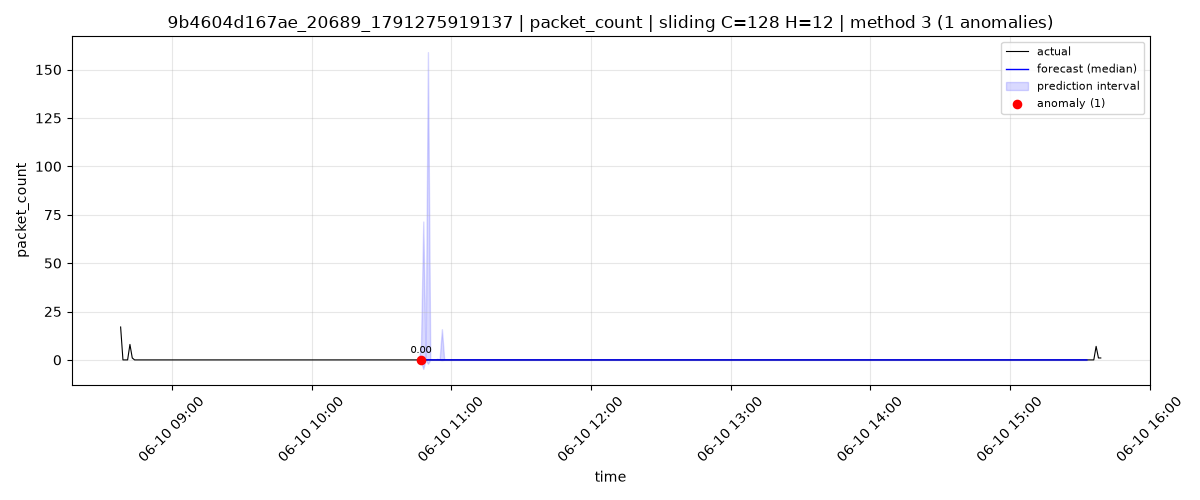 9b4604d167ae_20689_1791275919137 | packet_count | sliding C=128 H=12 | method 3 (1 anomalies)
actual
forecast (median)
prediction interval
anomaly (1)
packet_count
150
125
100
75
50
25
0
0.00
06-10 09:00
06-10 10:00
06-10 11:00
06-10 12:00
06-10 13:00
06-10 14:00
06-10 15:00
06-10 16:00
time